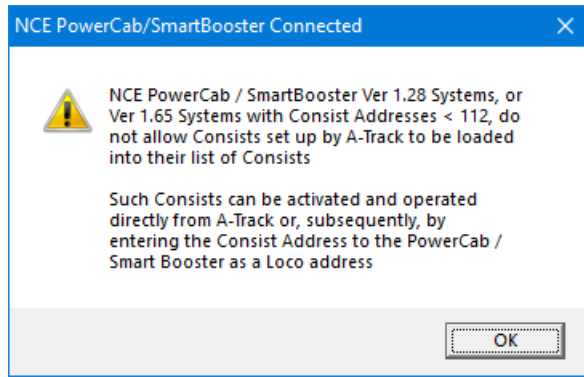 NCE PowerCab/SmartBooster Connected
NCE PowerCab / SmartBooster Ver 1.28 Systems, or
Ver 1.65 Systems with Consist Addresses < 112, do
not allow Consists set up by A-Track to be loaded
into their list of Consists
Such Consists can be activated and operated
directly from A-Track or, subsequently, by
entering the Consist Address to the PowerCab /
Smart Booster as a Loco address
OK